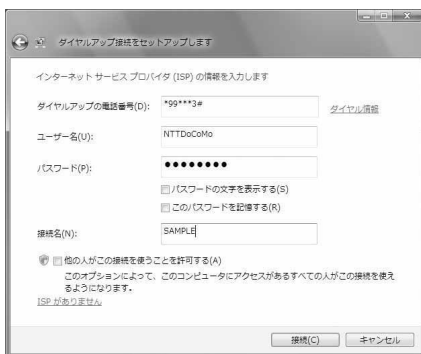 ダイヤルアップ接続をセットアップします
インターネット サービス プロバイダ (ISP) の情報を入力します
ダイヤルアップの電話番号(D): *99***3# ダイヤル情報
ユーザー名(U): NTTDoCoMo
パスワード(P): ●●●●●●●●
パスワードの文字を表示する(S)
このパスワードを記憶する(R)
接続名(N): SAMPLE
他の人がこの接続を使うことを許可する(A)
このオプションによって、このコンピュータにアクセスがあるすべての人がこの接続を使え
るようになります。
ISP がありません
接続(C) キャンセル